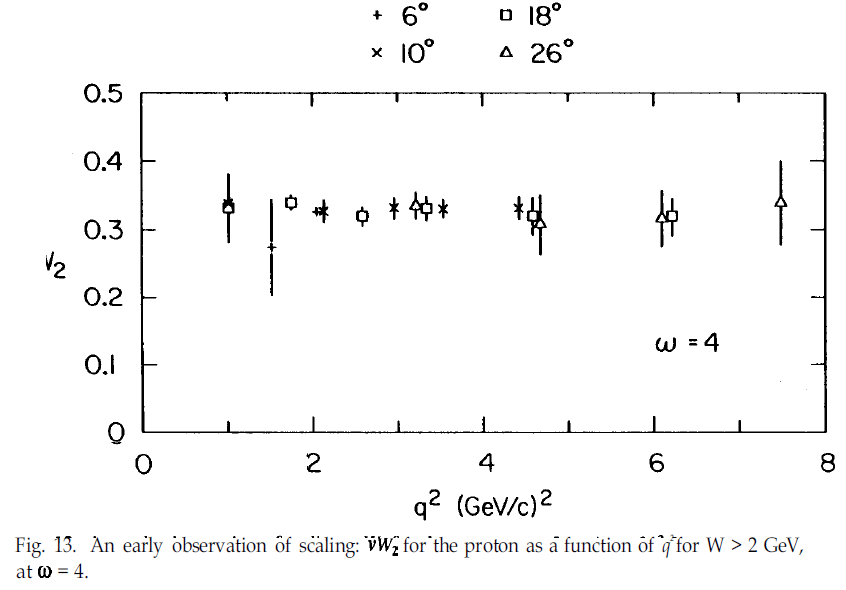 + 6° □ 18°
× 10° △ 26°
0.5
0.4
0.3
0.2
0.1
0
W₂
ω = 4
0 2 4 6 8
q² (GeV/c)²
Fig. 13. An early observation of scaling: νW₂ for the proton as a function of q² for W > 2 GeV,
at ω = 4.